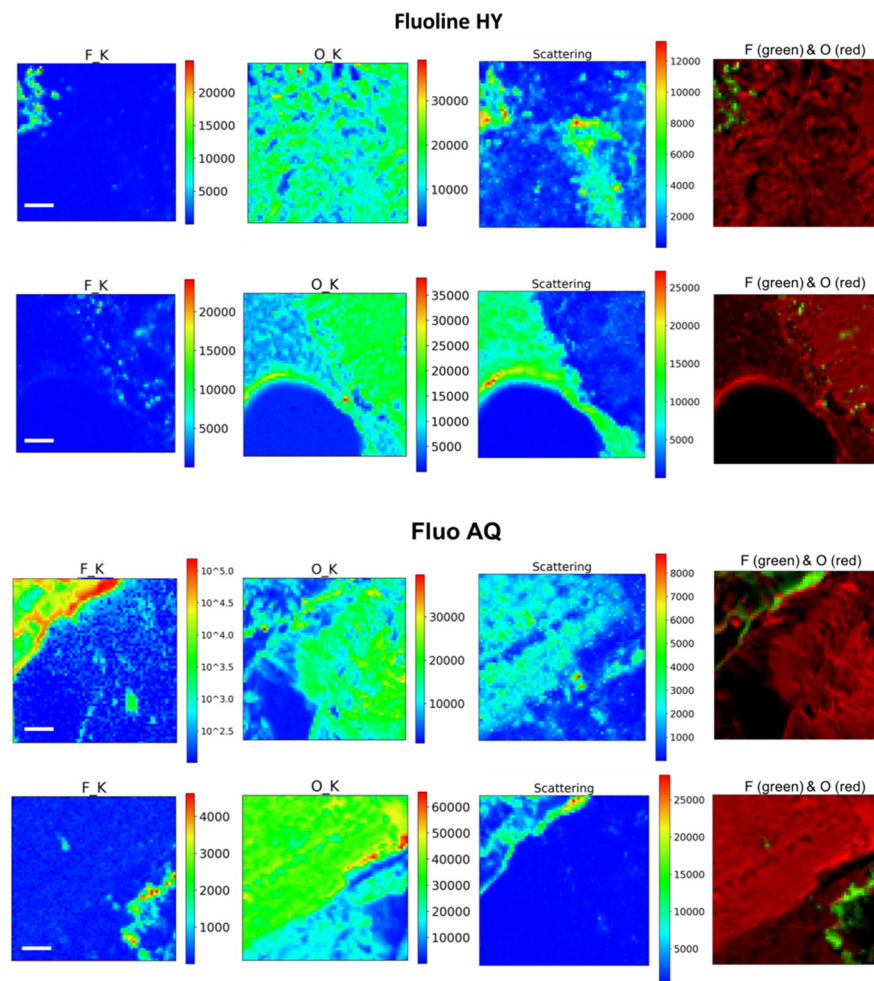 Fluoline HY
F_K O_K Scattering F (green) & O (red)
20000 15000 10000 5000
30000 20000 10000
12000 10000 8000 6000 4000 2000
F_K O_K Scattering F (green) & O (red)
20000 15000 10000 5000
35000 30000 25000 20000 15000 10000 5000
25000 20000 15000 10000 5000
Fluo AQ
F_K O_K Scattering F (green) & O (red)
10^5.0 10^4.5 10^4.0 10^3.5 10^3.0 10^2.5
30000 20000 10000
8000 7000 6000 5000 4000 3000 2000 1000 0
F_K O_K Scattering F (green) & O (red)
4000 3000 2000 1000
60000 50000 40000 30000 20000 10000
25000 20000 15000 10000 5000 0